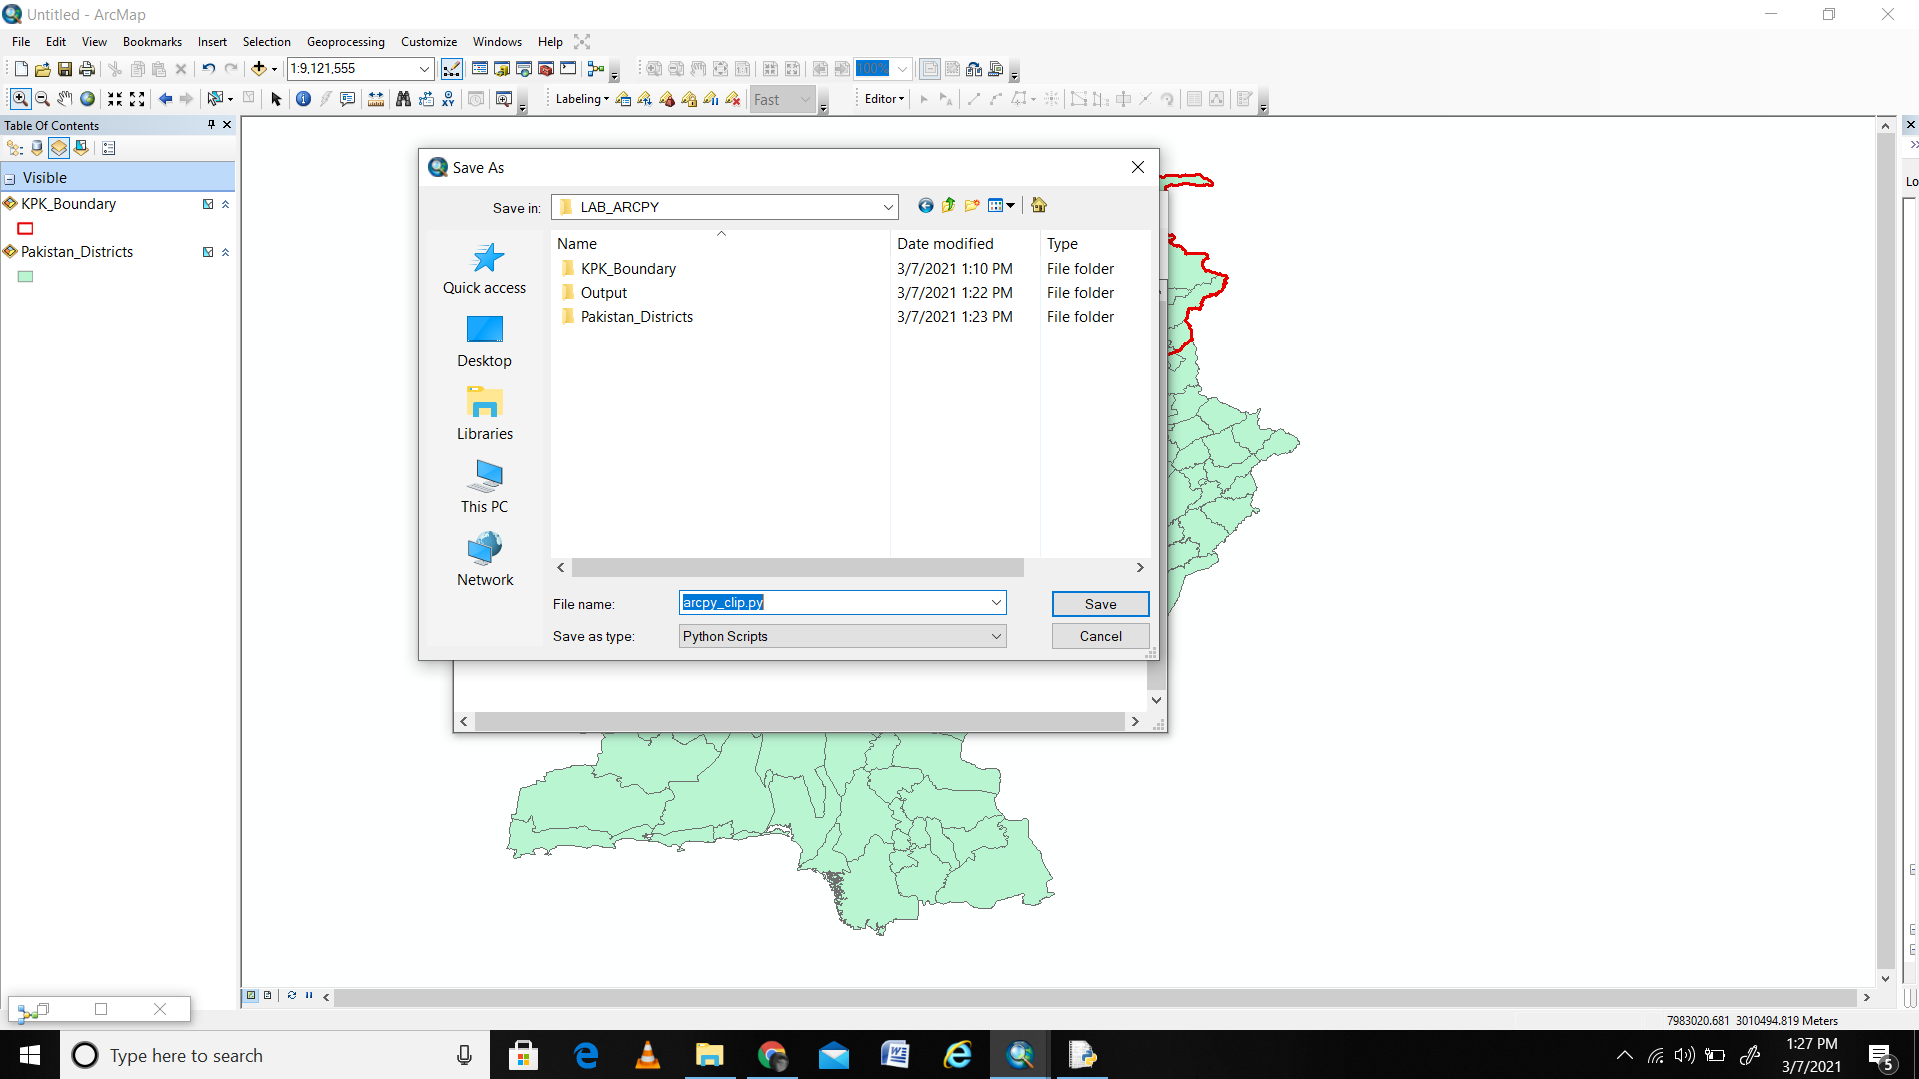 Untitled - ArcMap
File Edit View Bookmarks Insert Selection Geoprocessing Customize Windows Help
1:9,121,555
100%
Labeling
Fast
Editor
Table Of Contents
Visible
KPK_Boundary
Pakistan_Districts
Save As
Save in: LAB_ARCPY
Name Date modified Type
KPK_Boundary 3/7/2021 1:10 PM File folder
Output 3/7/2021 1:22 PM File folder
Pakistan_Districts 3/7/2021 1:23 PM File folder
Quick access
Desktop
Libraries
This PC
Network
File name: arcpy_clip.py
Save
Save as type: Python Scripts
Cancel
Lo
7983020.681 3010494.819 Meters
Type here to search
1:27 PM
3/7/2021
5